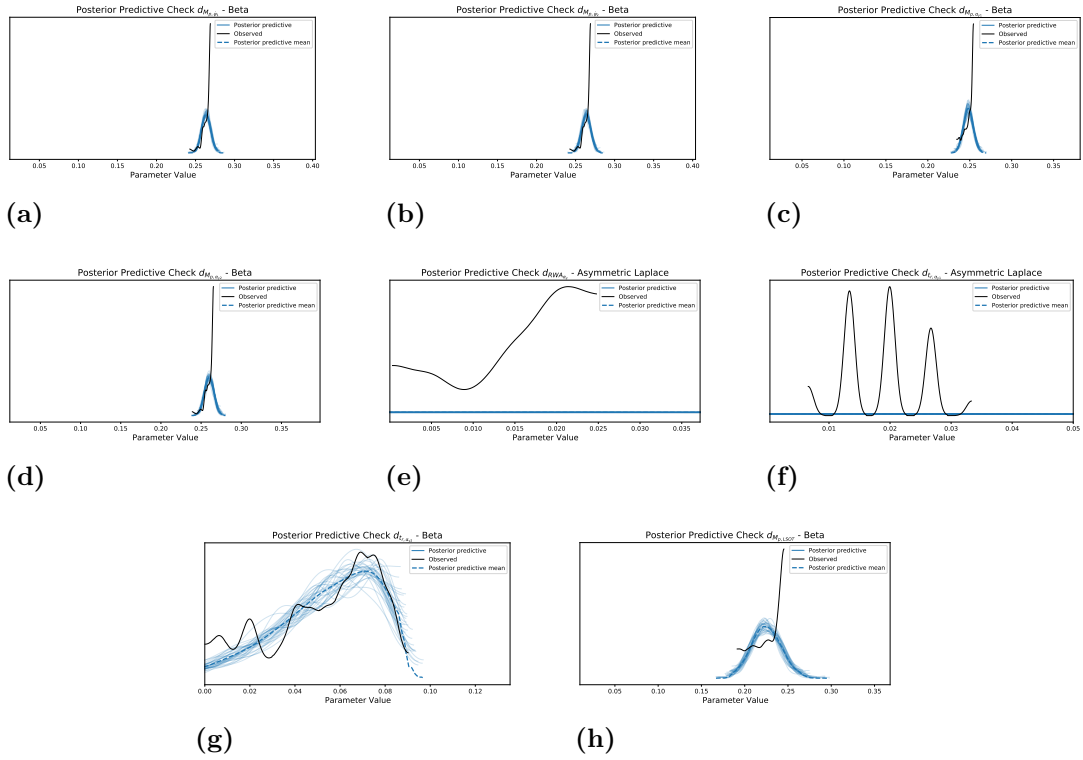 Posterior Predictive Check - Beta
Posterior predictive
Observed
Posterior predictive mean
0.05 0.10 0.15 0.20 0.25 0.30 0.35 0.40
Parameter Value
(a)
Posterior Predictive Check - Beta
Posterior predictive
Observed
Posterior predictive mean
0.05 0.10 0.15 0.20 0.25 0.30 0.35 0.40
Parameter Value
(b)
Posterior Predictive Check - Beta
Posterior predictive
Observed
Posterior predictive mean
0.05 0.10 0.15 0.20 0.25 0.30 0.35
Parameter Value
(c)
Posterior Predictive Check - Beta
Posterior predictive
Observed
Posterior predictive mean
0.05 0.10 0.15 0.20 0.25 0.30 0.35
Parameter Value
(d)
Posterior Predictive Check - Asymmetric Laplace
Posterior predictive
Observed
Posterior predictive mean
0.005 0.010 0.015 0.020 0.025 0.030 0.035
Parameter Value
(e)
Posterior Predictive Check - Asymmetric Laplace
Posterior predictive
Observed
Posterior predictive mean
0.01 0.02 0.03 0.04 0.05
Parameter Value
(f)
Posterior Predictive Check - Beta
Posterior predictive
Observed
Posterior predictive mean
0.00 0.02 0.04 0.06 0.08 0.10 0.12
Parameter Value
(g)
Posterior Predictive Check d_{M_{p,LSOT}} - Beta
Posterior predictive
Observed
Posterior predictive mean
0.05 0.10 0.15 0.20 0.25 0.30 0.35
Parameter Value
(h)